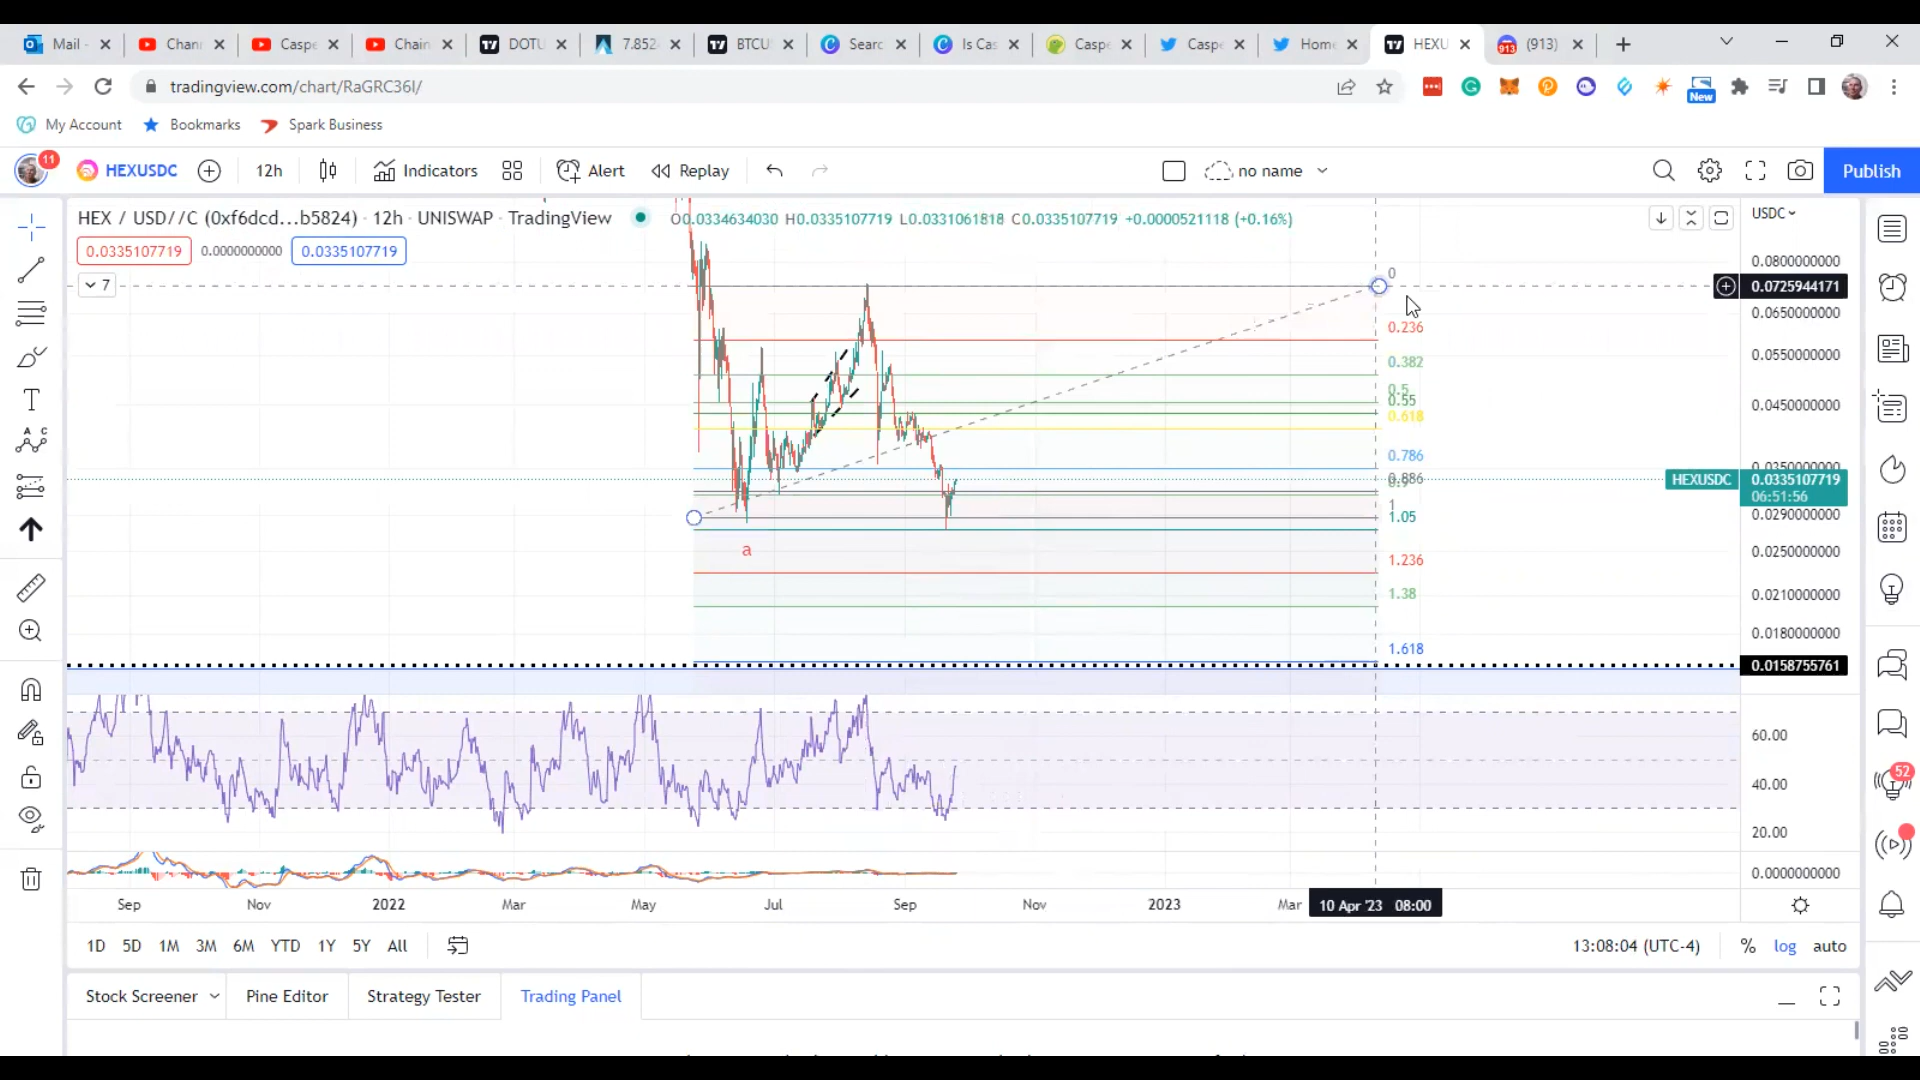 Mail -
Chan
Caspe
Chain
DOTU
7.852
BTCU
Searc
Is Cas
Caspe
Caspe
Home
HEXU
913
(913)
tradingview.com/chart/RaGRC36I/
New
My Account
Bookmarks
Spark Business
11
HEXUSDC
12h
Indicators
Alert
Replay
no name
Publish
HEX / USD//C (0xf6dcd...b5824) · 12h · UNISWAP · TradingView
O0.0334634030 H0.0335107719 L0.0331061818 C0.0335107719 +0.0000521118 (+0.16%)
USDC
0.0335107719
0.0000000000
0.0335107719
7
0.0800000000
0
0.0725944171
0.0650000000
0.236
0.0550000000
0.382
0.5
0.55
0.0450000000
0.618
0.786
0.0350000000
0.886
HEXUSDC
0.0335107719
06:51:56
1
1.05
0.0290000000
a
0.0250000000
1.236
0.0210000000
1.38
0.0180000000
1.618
0.0158755761
60.00
40.00
20.00
0.0000000000
52
Sep
Nov
2022
Mar
May
Jul
Sep
Nov
2023
Mar
10 Apr '23 08:00
1D
5D
1M
3M
6M
YTD
1Y
5Y
All
13:08:04 (UTC-4)
%
log
auto
Stock Screener
Pine Editor
Strategy Tester
Trading Panel